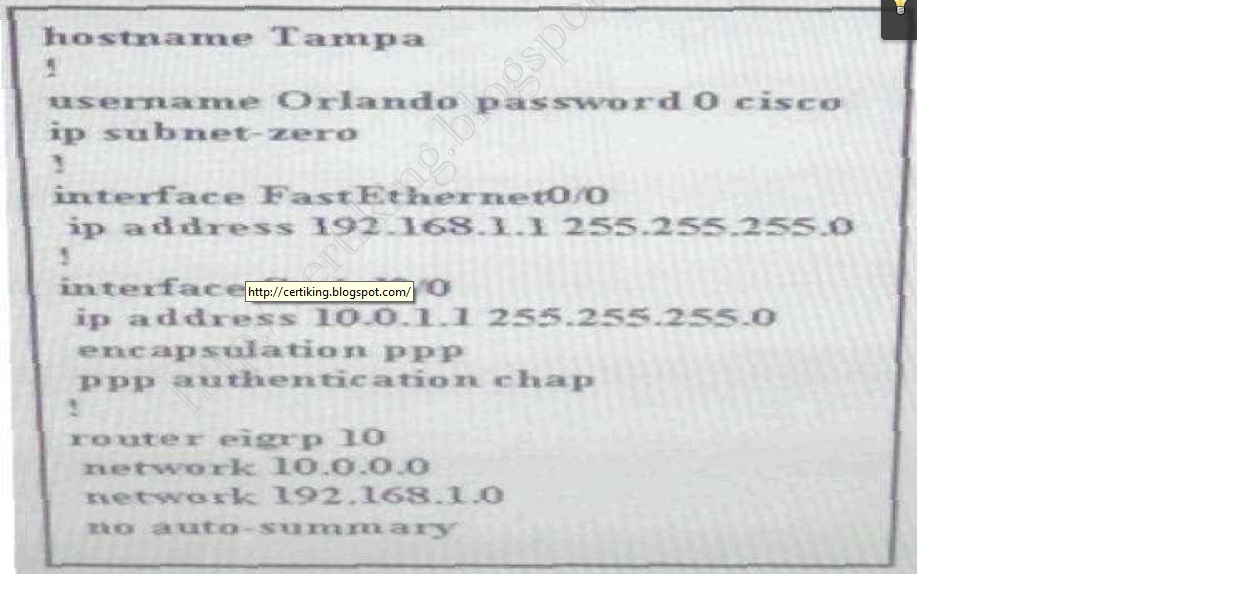 hostname Tampa
!
username Orlando password 0 cisco
ip subnet-zero
!
interface FastEthernet0/0
ip address 192.168.1.1 255.255.255.0
!
interface /0
http://certiking.blogspot.com/
ip address 10.0.1.1 255.255.255.0
encapsulation ppp
ppp authentication chap
!
router eigrp 10
network 10.0.0.0
network 192.168.1.0
no auto-summary